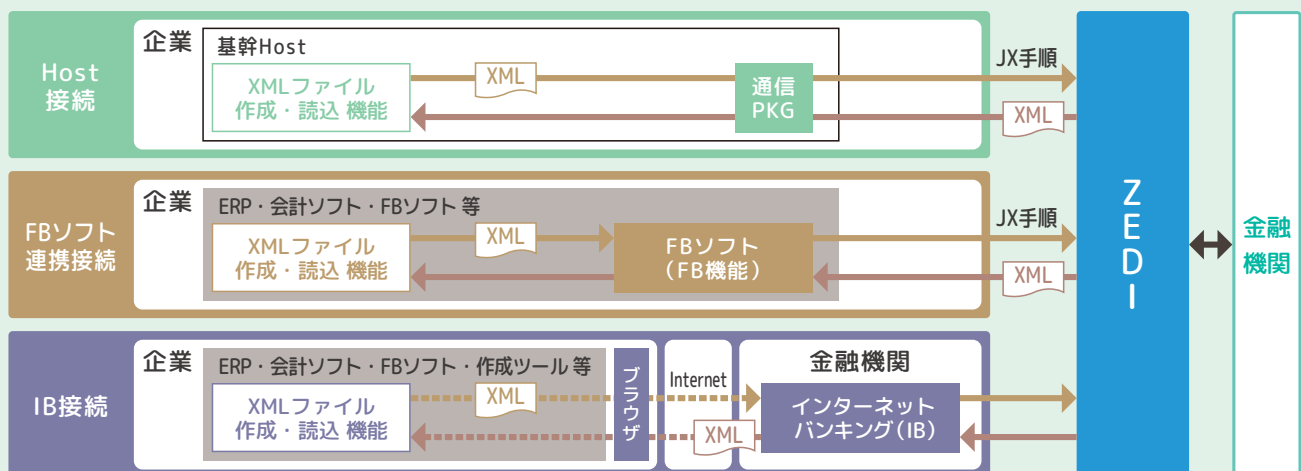 Host
接続
企業
基幹Host
XMLファイル
作成・読込 機能
XML
通信
PKG
JX手順
XML
FBソフト
連携接続
企業
ERP・会計ソフト・FBソフト 等
XMLファイル
作成・読込 機能
XML
FBソフト
(FB機能)
JX手順
XML
IB接続
企業
ERP・会計ソフト・FBソフト・作成ツール 等
XMLファイル
作成・読込 機能
XML
ブラウザ
Internet
XML
金融機関
インターネット
バンキング(IB)
ZEDI
金融
機関